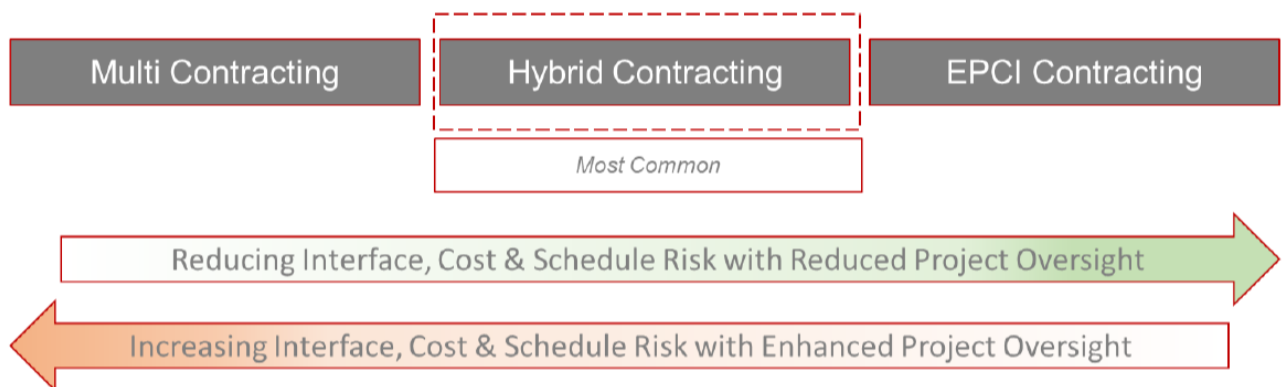 Multi Contracting
Hybrid Contracting
EPCI Contracting
Most Common
Reducing Interface, Cost & Schedule Risk with Reduced Project Oversight
Increasing Interface, Cost & Schedule Risk with Enhanced Project Oversight